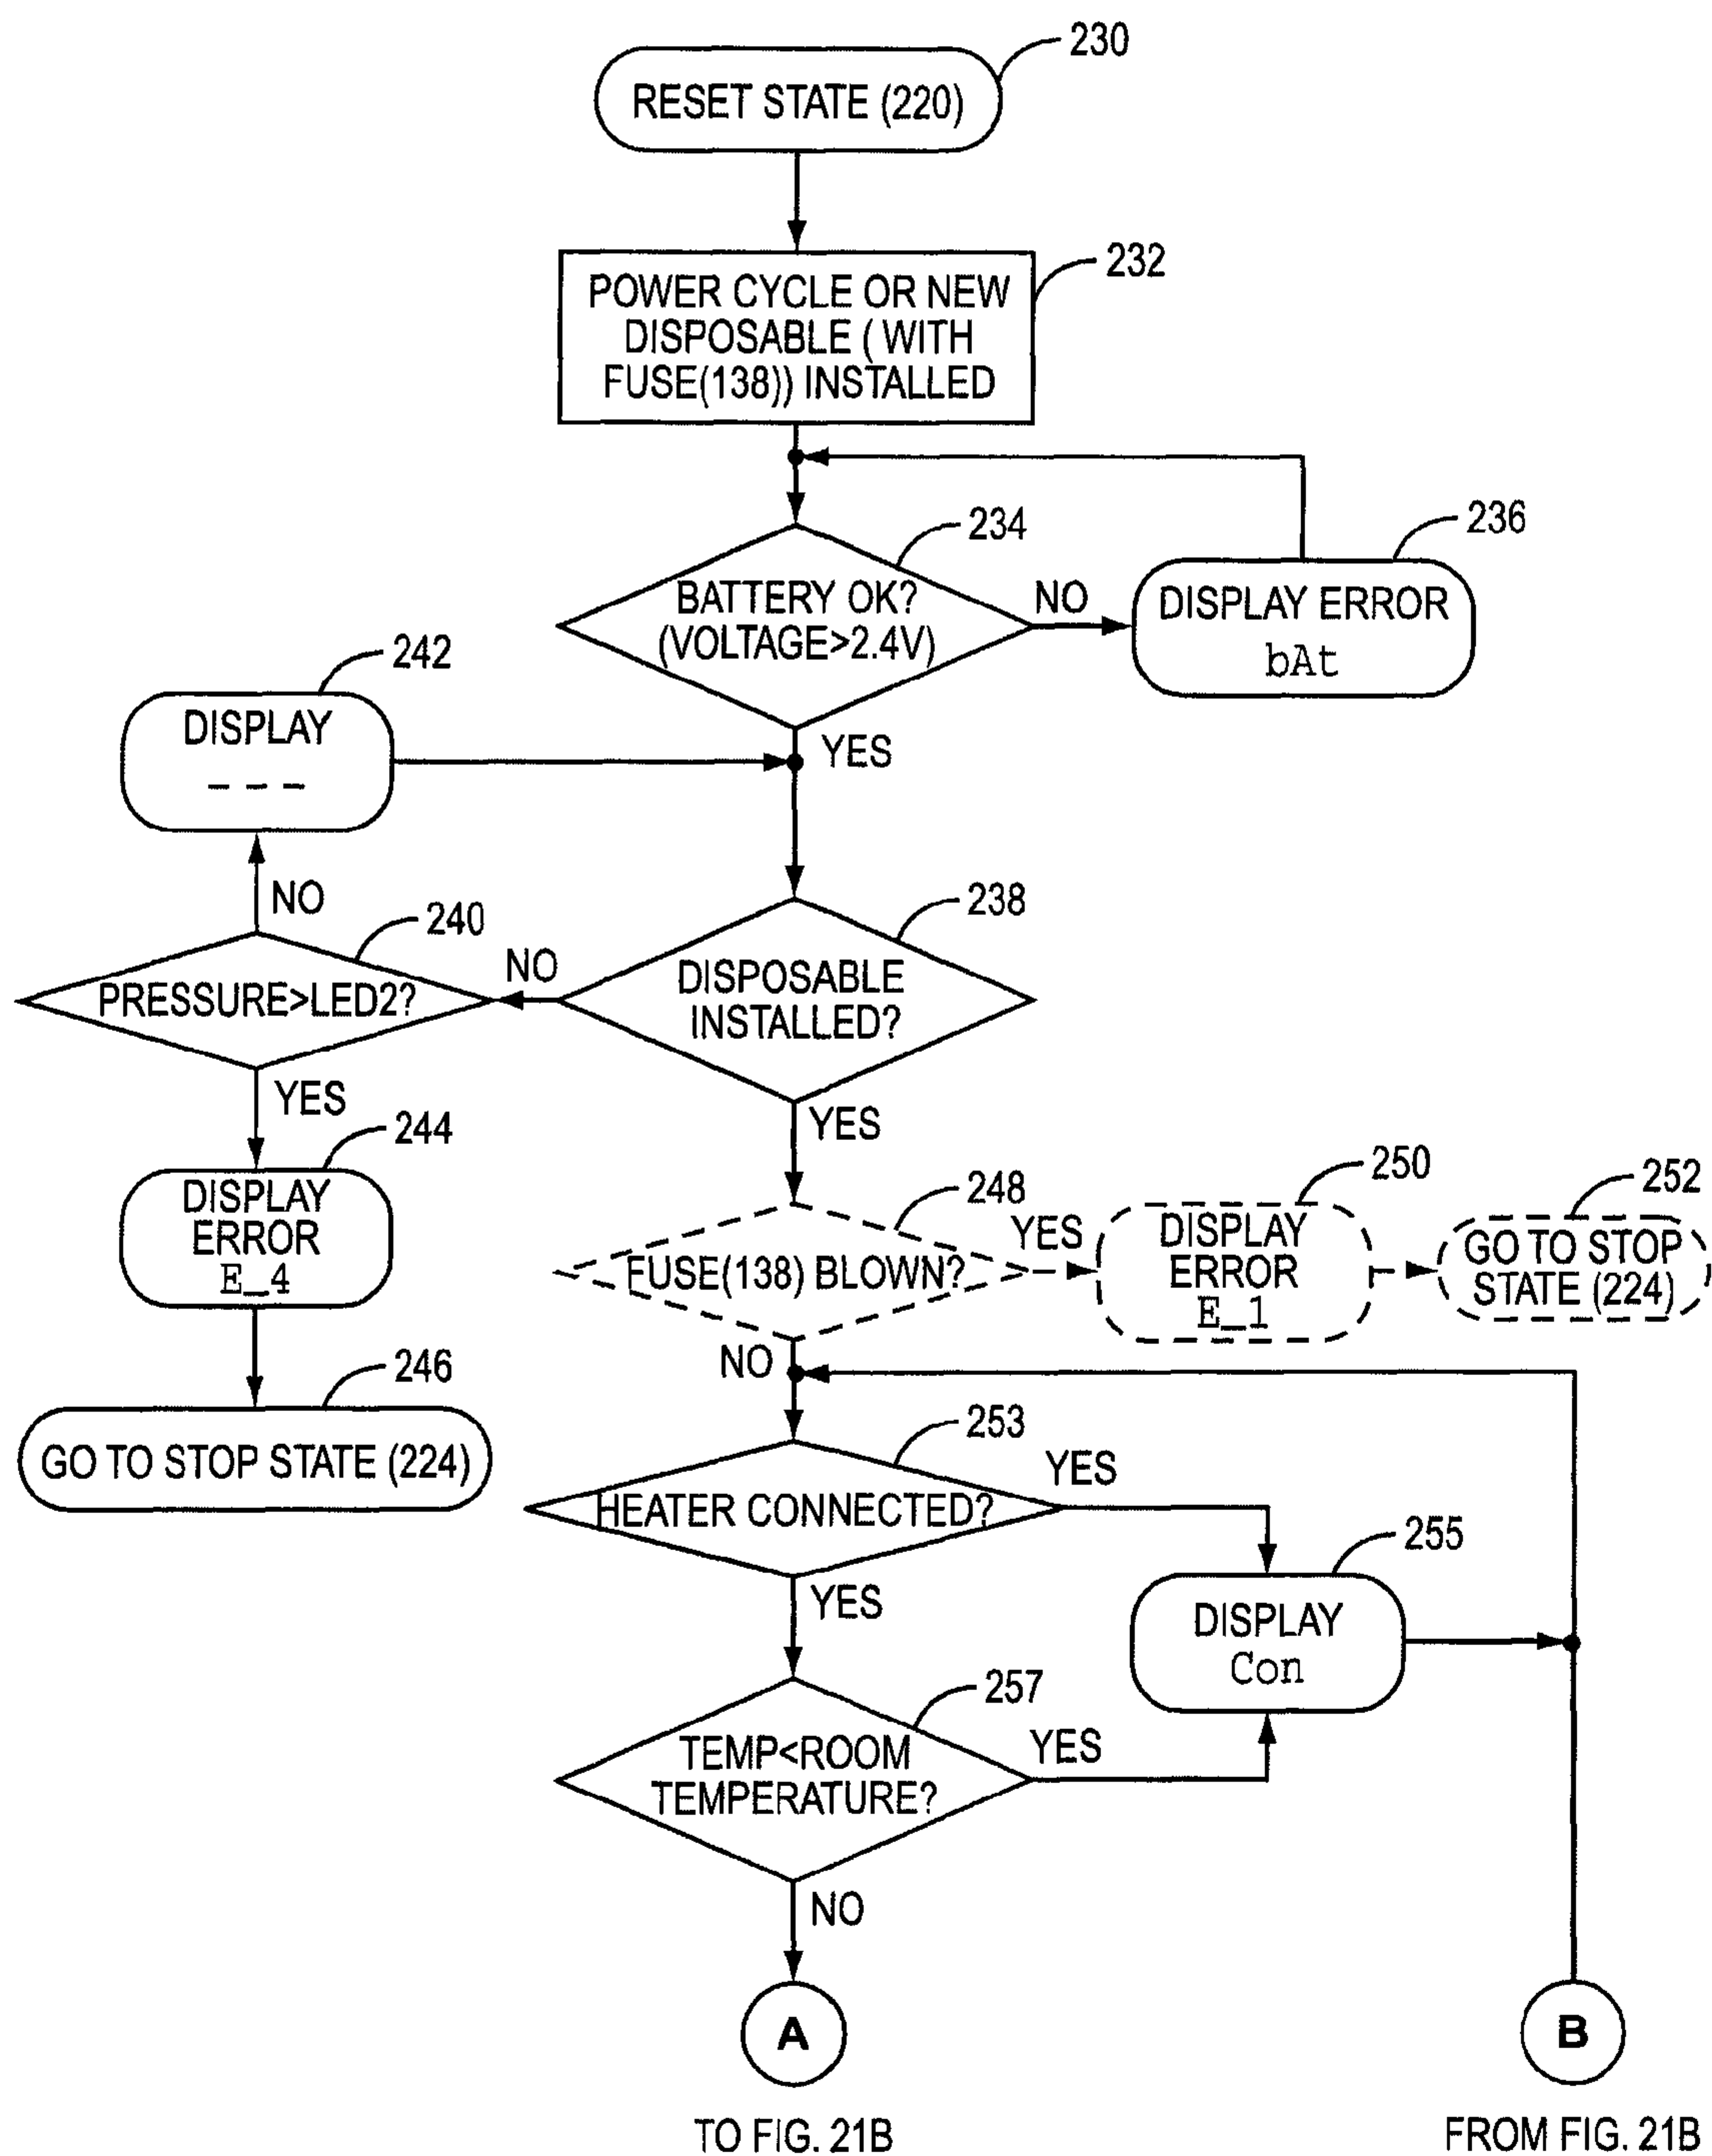 230
RESET STATE (220)
232
POWER CYCLE OR NEW
DISPOSABLE ( WITH
FUSE(138)) INSTALLED
234
BATTERY OK?
(VOLTAGE>2.4V)
NO
236
DISPLAY ERROR
bAt
242
DISPLAY
– – –
YES
NO
240
PRESSURE>LED2?
NO
238
DISPOSABLE
INSTALLED?
YES
244
DISPLAY
ERROR
E_4
246
GO TO STOP STATE (224)
YES
248
FUSE(138) BLOWN?
YES
250
DISPLAY
ERROR
E_1
252
GO TO STOP
STATE (224)
NO
253
HEATER CONNECTED?
YES
255
DISPLAY
Con
YES
257
TEMP<ROOM
TEMPERATURE?
YES
NO
A
TO FIG. 21B
B
FROM FIG. 21B